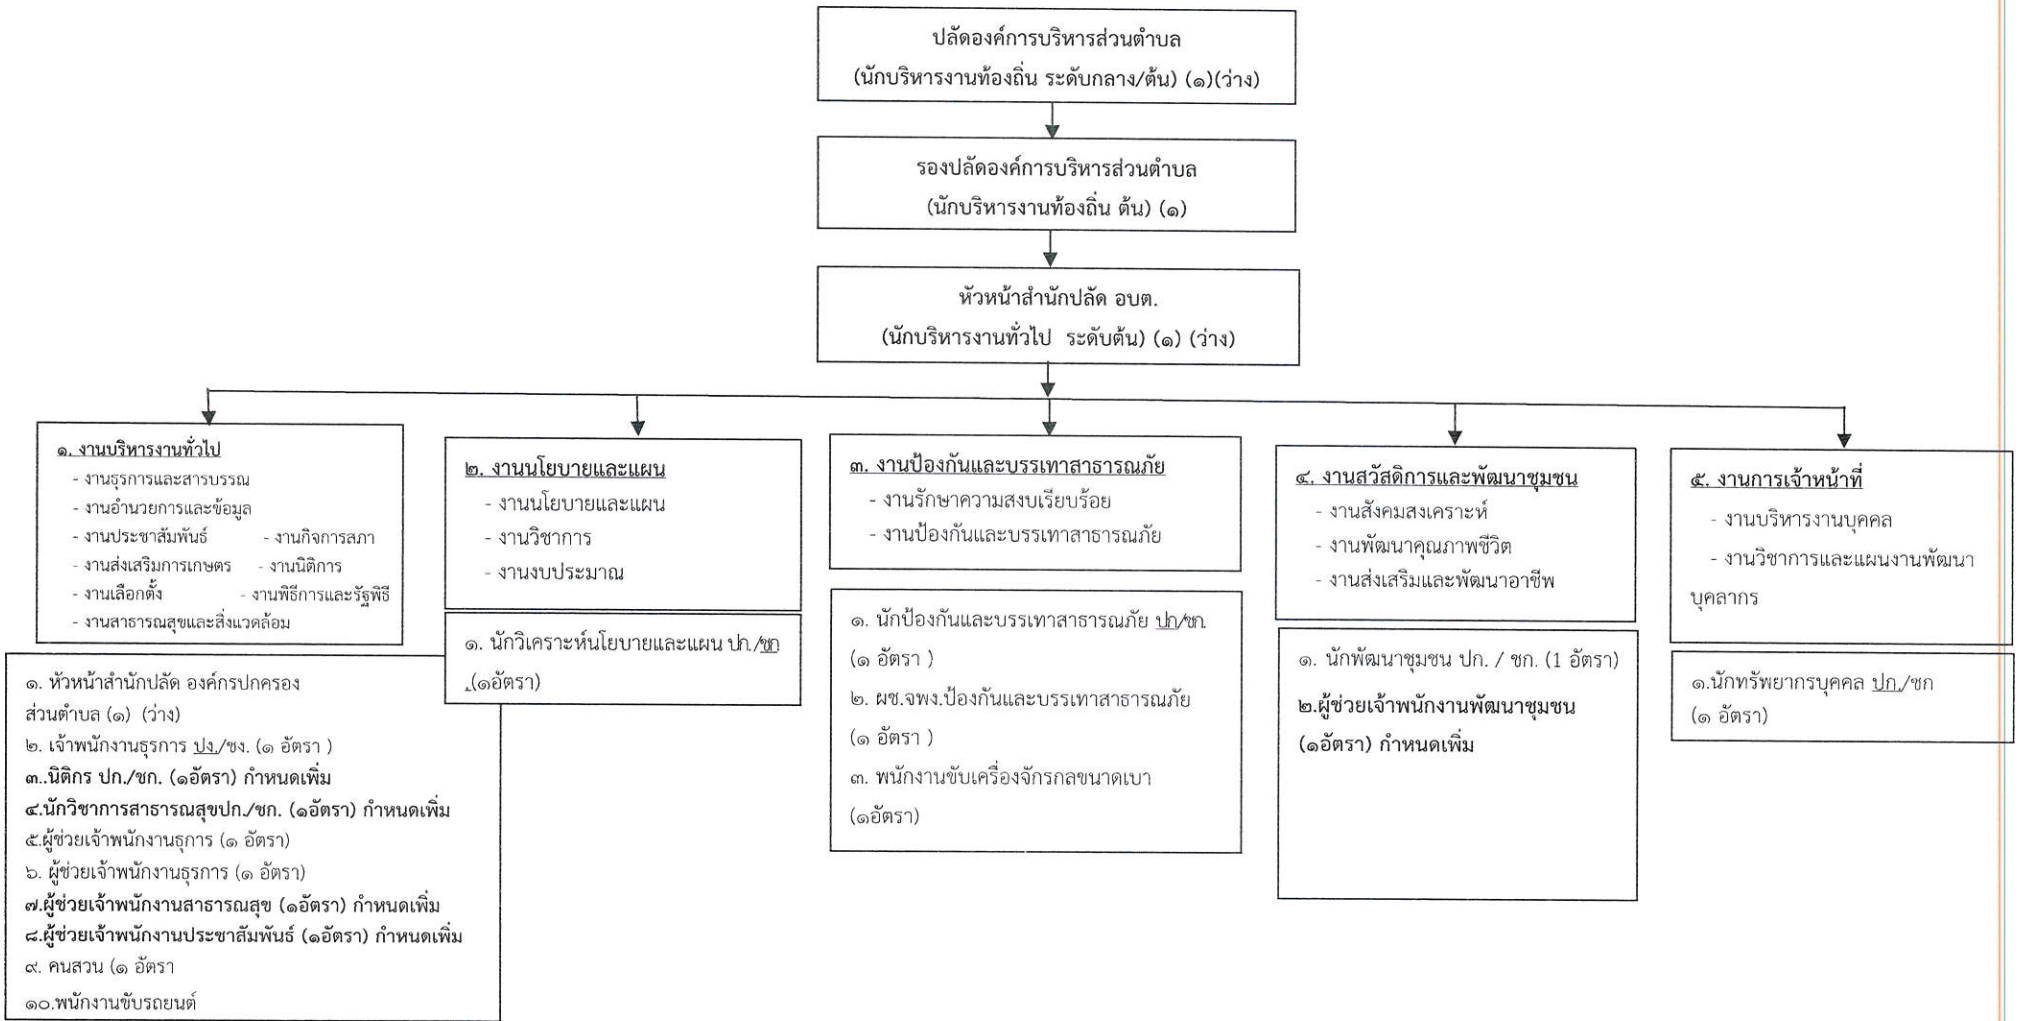 ปลัดองค์การบริหารส่วนตำบล
(นักบริหารงานท้องถิ่น ระดับกลาง/ต้น) (๑)(ว่าง)
รองปลัดองค์การบริหารส่วนตำบล
(นักบริหารงานท้องถิ่น ต้น) (๑)
หัวหน้าสำนักปลัด อบต.
(นักบริหารงานทั่วไป ระดับต้น) (๑) (ว่าง)
๑. งานบริหารงานทั่วไป
- งานธุรการและสารบรรณ
- งานอำนวยการและข้อมูล
- งานประชาสัมพันธ์ - งานกิจการสภา
- งานส่งเสริมการเกษตร - งานนิติการ
- งานเลือกตั้ง - งานพิธีการและรัฐพิธี
- งานสาธารณสุขและสิ่งแวดล้อม
๑. หัวหน้าสำนักปลัด องค์กรปกครอง
ส่วนตำบล (๑) (ว่าง)
๒. เจ้าพนักงานธุรการ ปง./ชง. (๑ อัตรา )
๓..นิติกร ปก./ชก. (๑อัตรา) กำหนดเพิ่ม
๔.นักวิชาการสาธารณสุขปก./ชก. (๑อัตรา) กำหนดเพิ่ม
๕.ผู้ช่วยเจ้าพนักงานธุการ (๑ อัตรา)
๖. ผู้ช่วยเจ้าพนักงานธุรการ (๑ อัตรา)
๗.ผู้ช่วยเจ้าพนักงานสาธารณสุข (๑อัตรา) กำหนดเพิ่ม
๘.ผู้ช่วยเจ้าพนักงานประชาสัมพันธ์ (๑อัตรา) กำหนดเพิ่ม
๙. คนสวน (๑ อัตรา
๑๐.พนักงานขับรถยนต์
๒. งานนโยบายและแผน
- งานนโยบายและแผน
- งานวิชาการ
- งานงบประมาณ
๑. นักวิเคราะห์นโยบายและแผน ปก./ชก
.(๑อัตรา)
๓. งานป้องกันและบรรเทาสาธารณภัย
- งานรักษาความสงบเรียบร้อย
- งานป้องกันและบรรเทาสาธารณภัย
๑. นักป้องกันและบรรเทาสาธารณภัย ปก/ชก.
(๑ อัตรา )
๒. ผช.จพง.ป้องกันและบรรเทาสาธารณภัย
(๑ อัตรา )
๓. พนักงานขับเครื่องจักรกลขนาดเบา
(๑อัตรา)
๔. งานสวัสดิการและพัฒนาชุมชน
- งานสังคมสงเคราะห์
- งานพัฒนาคุณภาพชีวิต
- งานส่งเสริมและพัฒนาอาชีพ
๑. นักพัฒนาชุมชน ปก. / ชก. (1 อัตรา)
๒.ผู้ช่วยเจ้าพนักงานพัฒนาชุมชน
(๑อัตรา) กำหนดเพิ่ม
๕. งานการเจ้าหน้าที่
- งานบริหารงานบุคคล
- งานวิชาการและแผนงานพัฒนา
บุคลากร
๑.นักทรัพยากรบุคคล ปก./ชก
(๑ อัตรา)